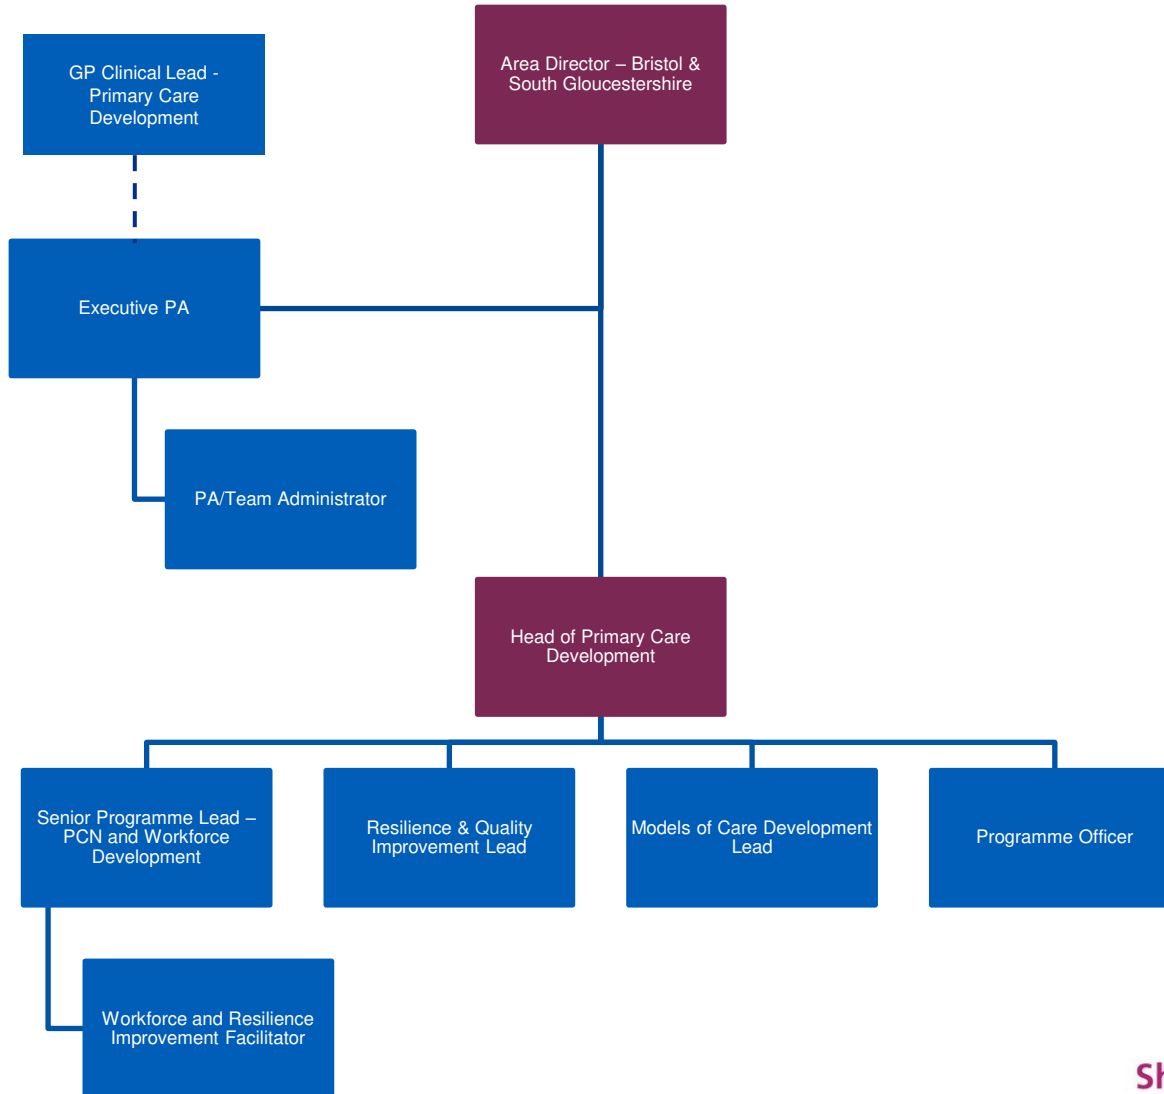 GP Clinical Lead -
Primary Care
Development
Area Director – Bristol &
South Gloucestershire
Executive PA
PA/Team Administrator
Head of Primary Care
Development
Senior Programme Lead –
PCN and Workforce
Development
Resilience & Quality
Improvement Lead
Models of Care Development
Lead
Programme Officer
Workforce and Resilience
Improvement Facilitator
Sh